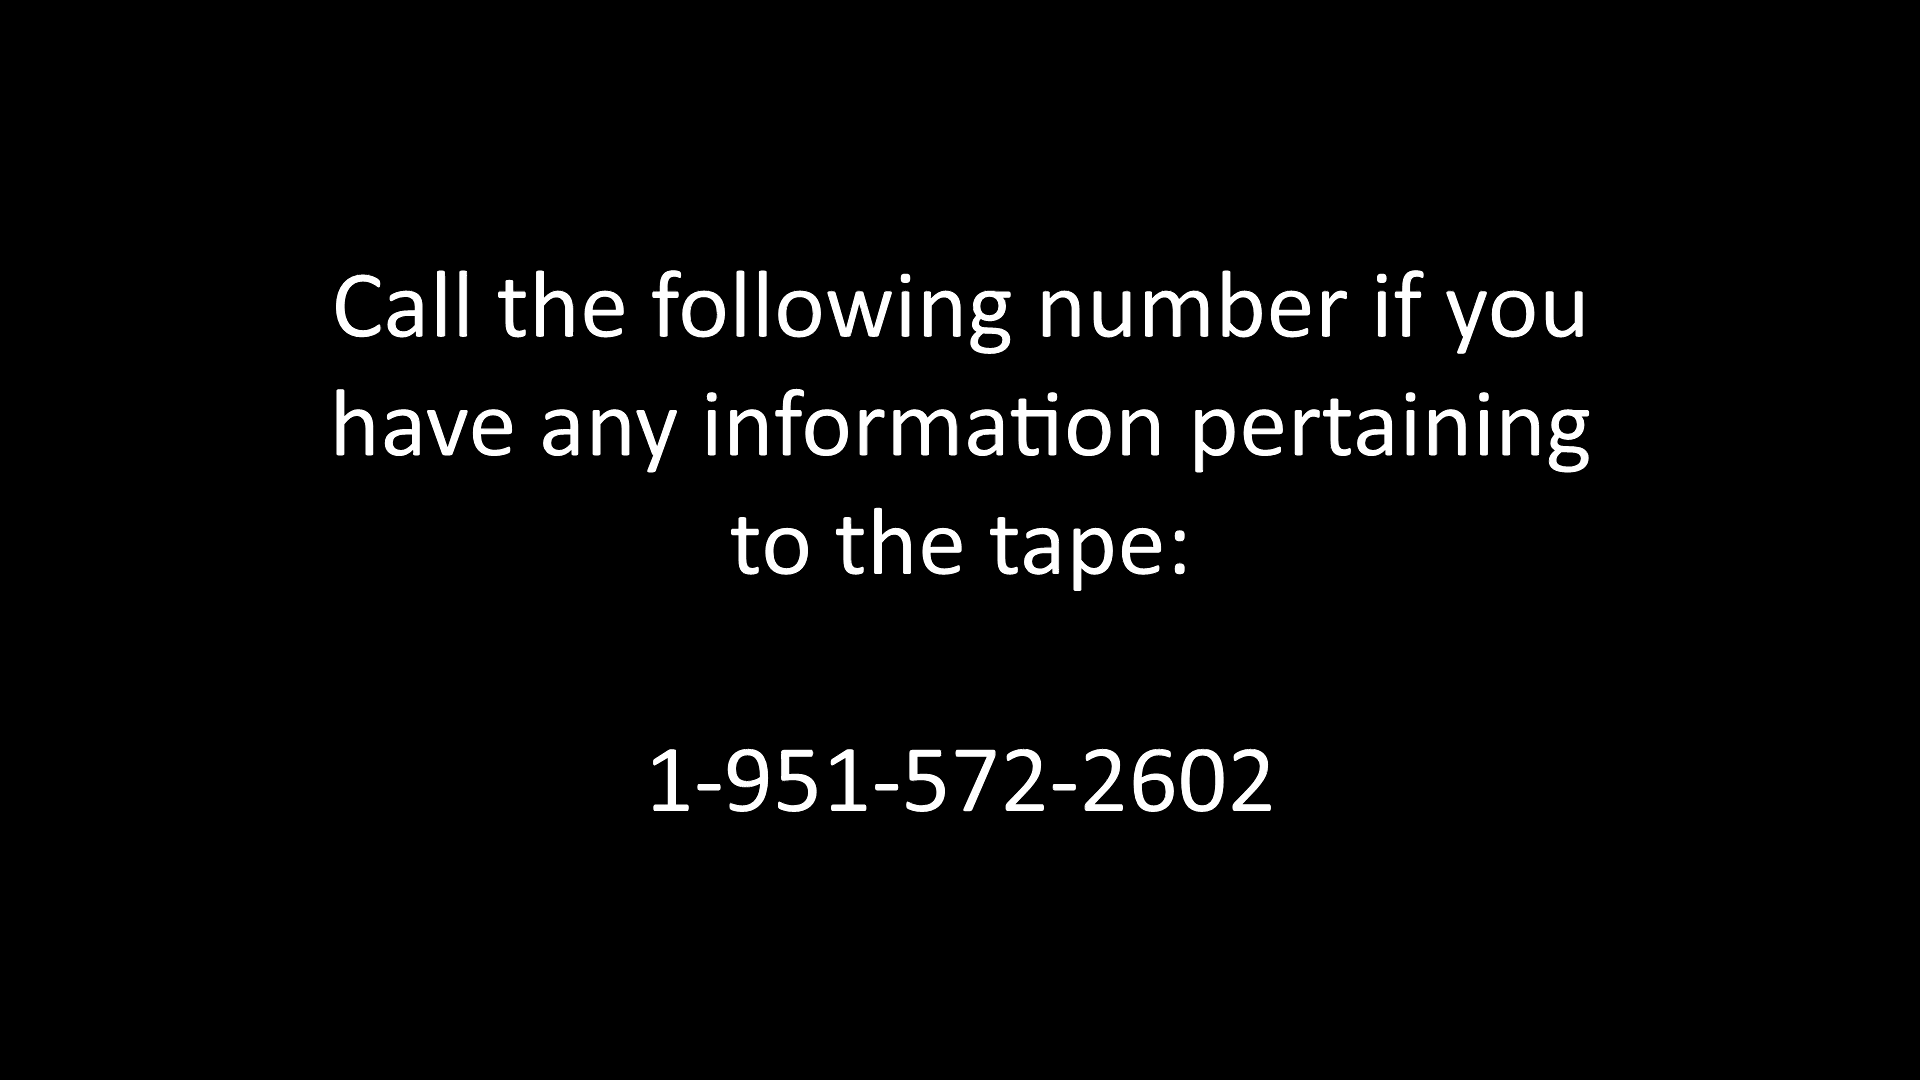 Call the following number if you
have any information pertaining
to the tape:
1-951-572-2602